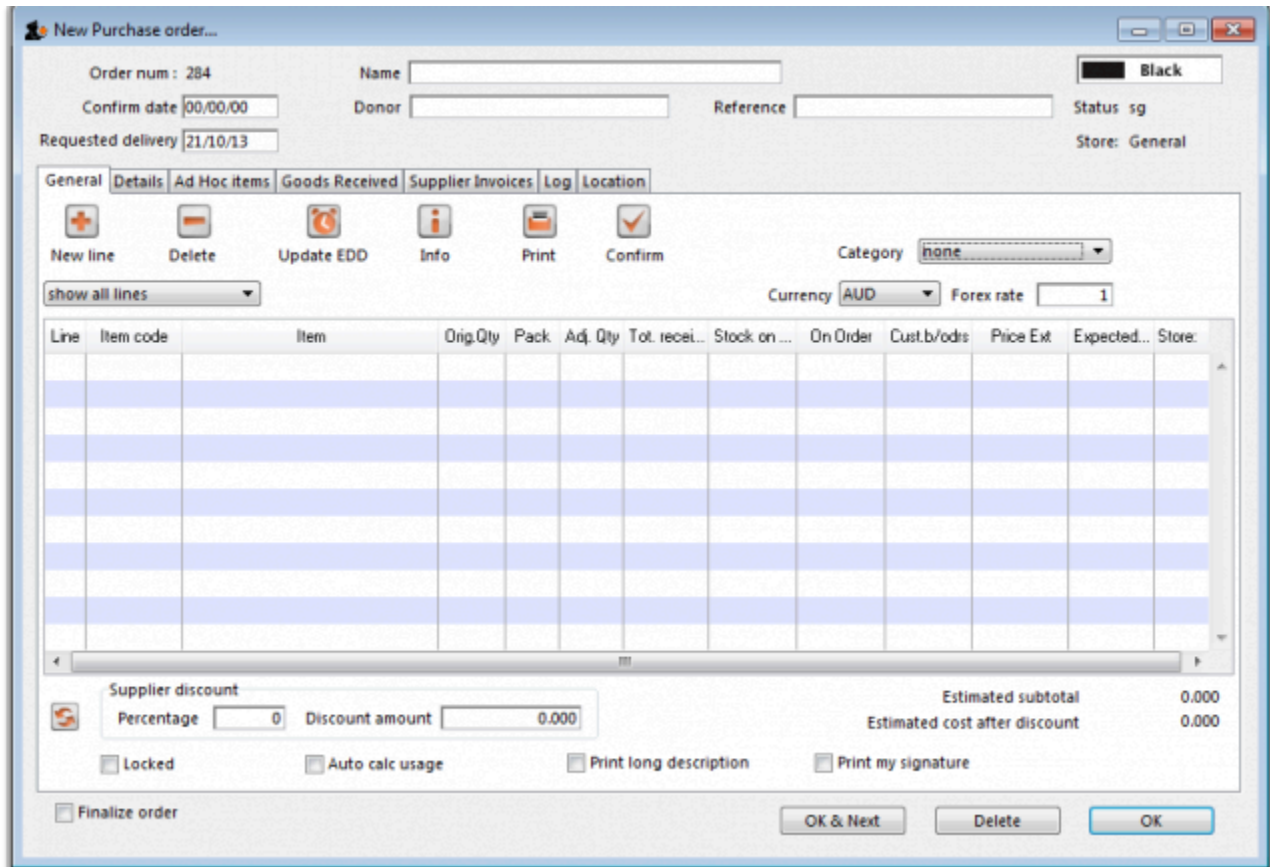 New Purchase order...
Order num : 284 Name Black
Confirm date 00/00/00 Donor Reference Status sg
Requested delivery 21/10/13 Store: General
General Details Ad Hoc items Goods Received Supplier Invoices Log Location
New line Delete Update EDD Info Print Confirm Category none
show all lines Currency AUD Forex rate 1
Line Item code Item Orig.Qty Pack Adj. Qty Tot. recei... Stock on ... On Order Cust.b/odrs Price Ext Expected... Store:
Supplier discount Estimated subtotal 0.000
Percentage 0 Discount amount 0.000 Estimated cost after discount 0.000
Locked Auto calc usage Print long description Print my signature
Finalize order OK & Next Delete OK